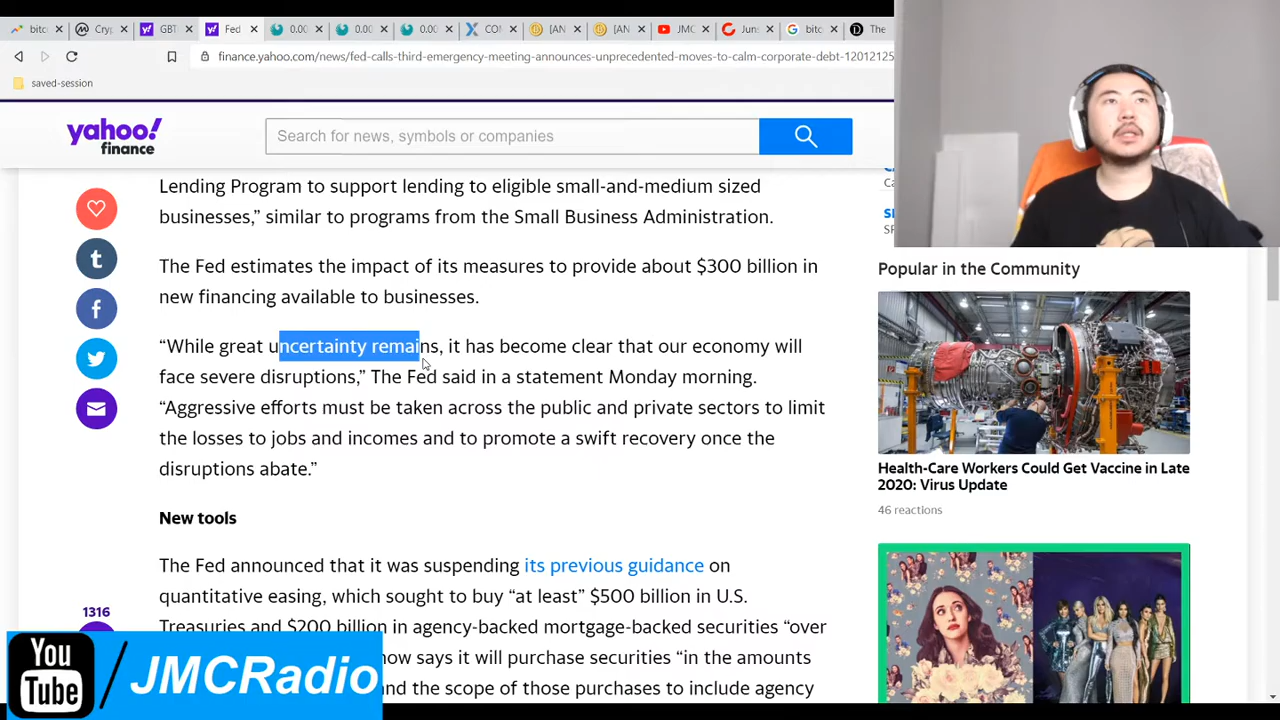 bitc
Cryp
GBT
Fed
0.00
0.00
0.00
CO
[AN
[AN
JMC
Juns
bitc
The
finance.yahoo.com/news/fed-calls-third-emergency-meeting-announces-unprecedented-moves-to-calm-corporate-debt-12012125
saved-session
yahoo!
finance
Search for news, symbols or companies
Lending Program to support lending to eligible small-and-medium sized
businesses,” similar to programs from the Small Business Administration.
The Fed estimates the impact of its measures to provide about $300 billion in
new financing available to businesses.
“While great uncertainty remains, it has become clear that our economy will
face severe disruptions,” The Fed said in a statement Monday morning.
“Aggressive efforts must be taken across the public and private sectors to limit
the losses to jobs and incomes and to promote a swift recovery once the
disruptions abate.”
New tools
The Fed announced that it was suspending its previous guidance on
quantitative easing, which sought to buy “at least” $500 billion in U.S.
Treasuries and $200 billion in agency-backed mortgage-backed securities “over
now says it will purchase securities “in the amounts
and the scope of those purchases to include agency
1316
Popular in the Community
Health-Care Workers Could Get Vaccine in Late
2020: Virus Update
46 reactions
You
Tube
/JMCRadio